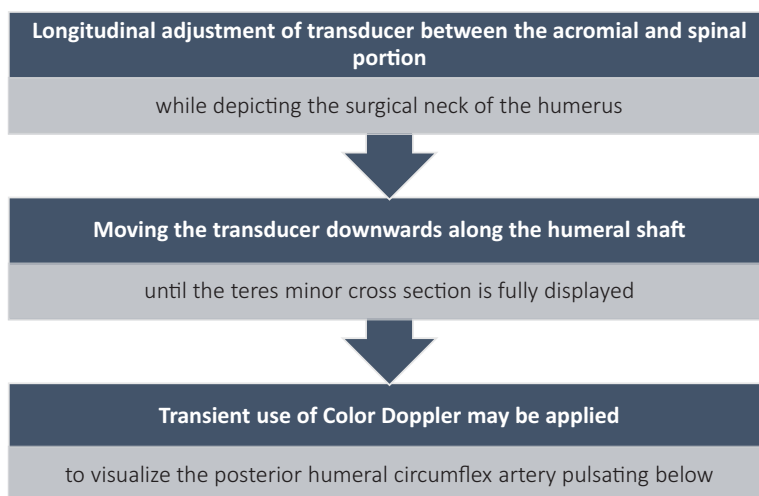 Longitudinal adjustment of transducer between the acromial and spinal
portion
while depicting the surgical neck of the humerus
Moving the transducer downwards along the humeral shaft
until the teres minor cross section is fully displayed
Transient use of Color Doppler may be applied
to visualize the posterior humeral circumflex artery pulsating below